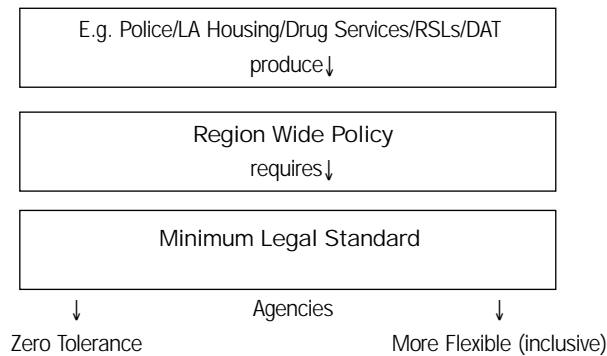 E.g. Police/LA Housing/Drug Services/RSLs/DAT
produce↓
Region Wide Policy
requires↓
Minimum Legal Standard
↓ Agencies ↓
Zero Tolerance More Flexible (inclusive)